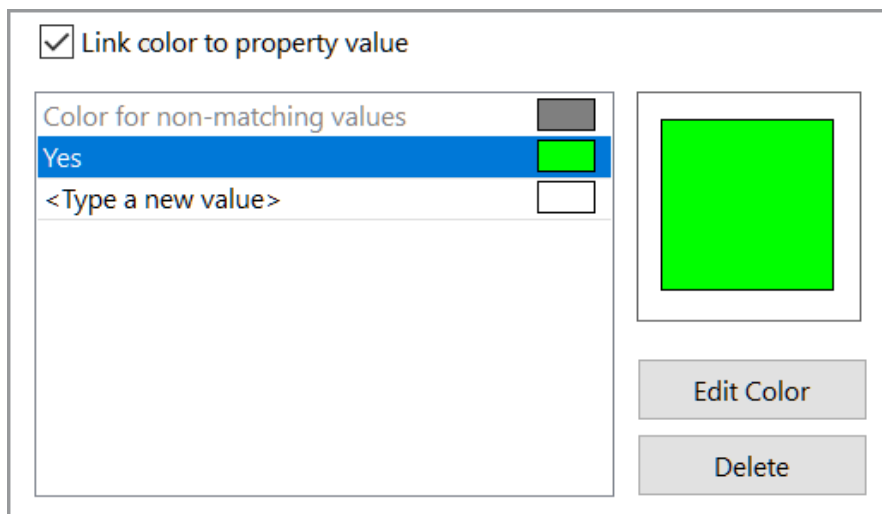 Link color to property value
Color for non-matching values
Yes
<Type a new value>
Edit Color
Delete